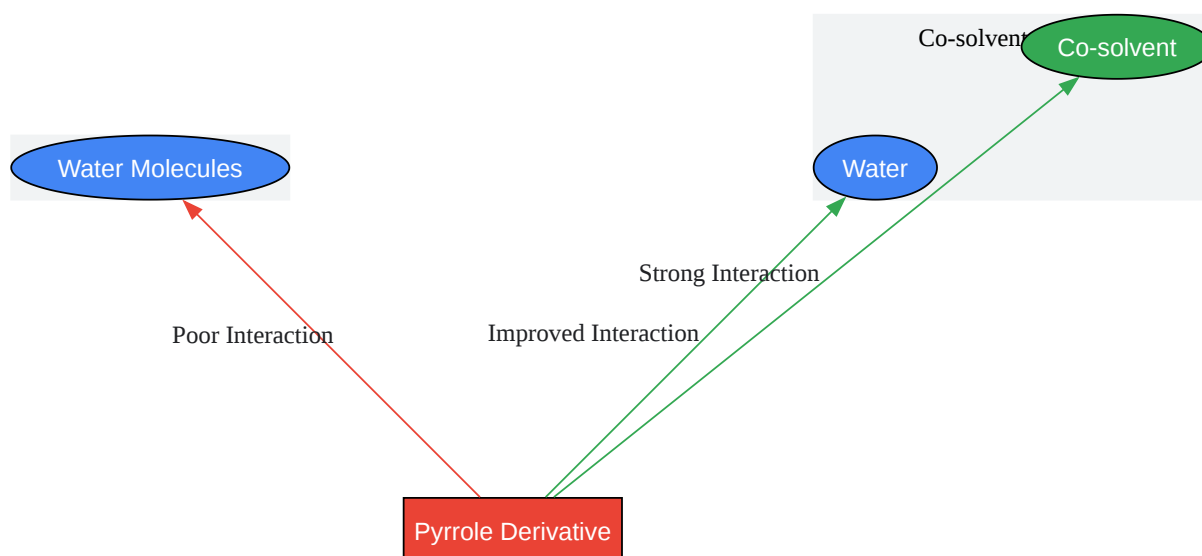 Co-solvent
Co-solvent
Water Molecules
Water
Strong Interaction
Improved Interaction
Poor Interaction
Pyrrole Derivative